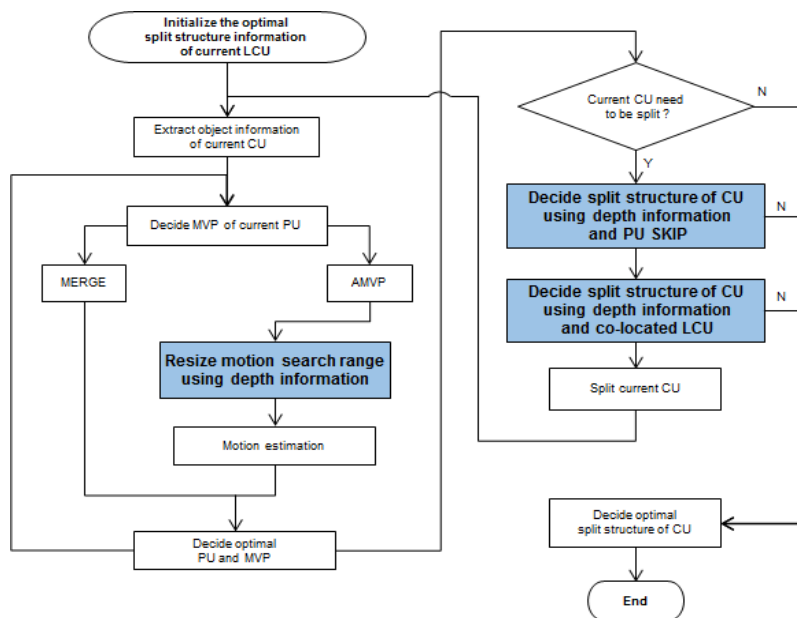 Initialize the optimal
split structure information
of current LCU
Extract object information
of current CU
Decide MVP of current PU
MERGE
AMVP
Resize motion search range
using depth information
Motion estimation
Decide optimal
PU and MVP
Current CU need
to be split ?
N
Y
Decide split structure of CU
using depth information
and PU SKIP
N
Decide split structure of CU
using depth information
and co-located LCU
N
Split current CU
Decide optimal
split structure of CU
End